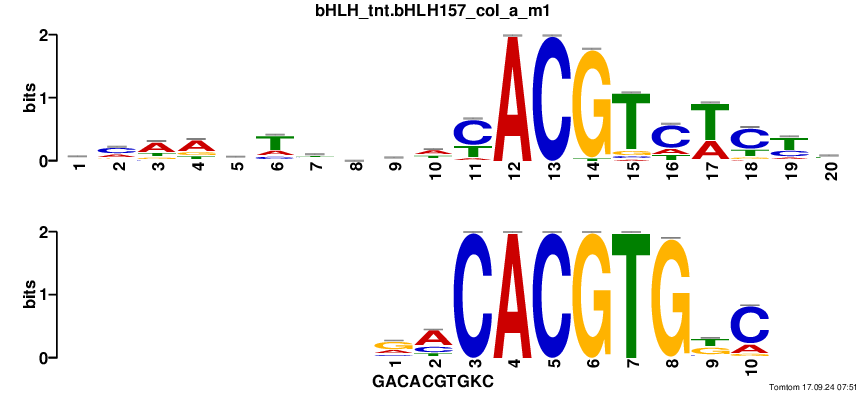 bHLH_tnt.bHLH157_col_a_m1
2
1
0
bits
1 2 3 4 5 6 7 8 9 10 11 12 13 14 15 16 17 18 19 20
C A A T C T A C G T C T A C T
2
1
0
bits
G A C A C G T G T C
1 2 3 4 5 6 7 8 9 10
GACACGTGKC
Tomtom 17.09.24 07:51